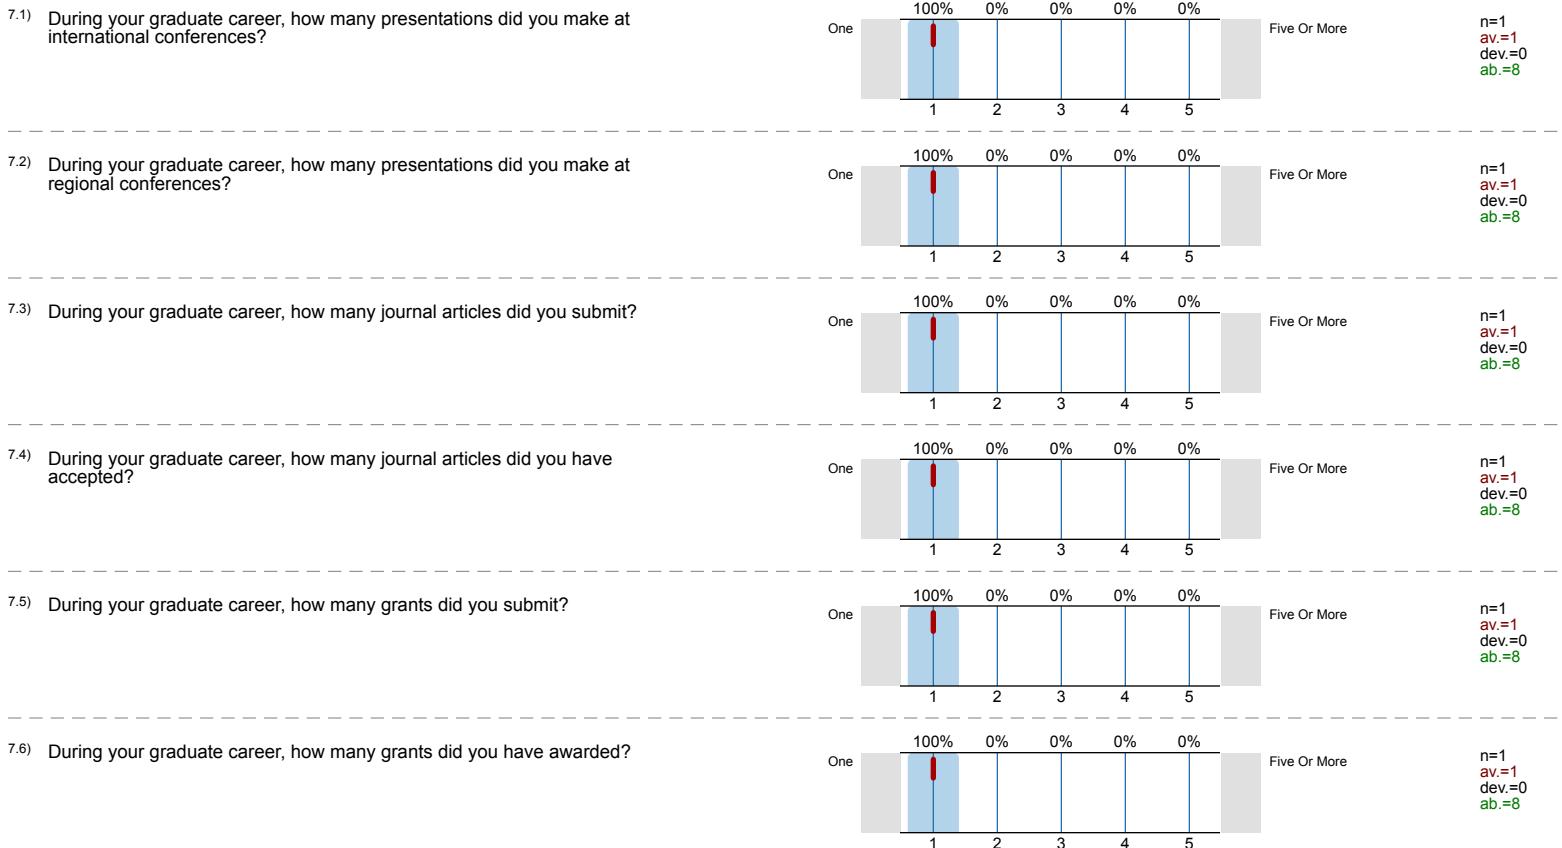 7.1) During your graduate career, how many presentations did you make at
international conferences?
100% 0% 0% 0% 0%
One
Five Or More
1 2 3 4 5
n=1
av.=1
dev.=0
ab.=8
7.2) During your graduate career, how many presentations did you make at
regional conferences?
100% 0% 0% 0% 0%
One
Five Or More
1 2 3 4 5
n=1
av.=1
dev.=0
ab.=8
7.3) During your graduate career, how many journal articles did you submit?
100% 0% 0% 0% 0%
One
Five Or More
1 2 3 4 5
n=1
av.=1
dev.=0
ab.=8
7.4) During your graduate career, how many journal articles did you have
accepted?
100% 0% 0% 0% 0%
One
Five Or More
1 2 3 4 5
n=1
av.=1
dev.=0
ab.=8
7.5) During your graduate career, how many grants did you submit?
100% 0% 0% 0% 0%
One
Five Or More
1 2 3 4 5
n=1
av.=1
dev.=0
ab.=8
7.6) During your graduate career, how many grants did you have awarded?
100% 0% 0% 0% 0%
One
Five Or More
1 2 3 4 5
n=1
av.=1
dev.=0
ab.=8